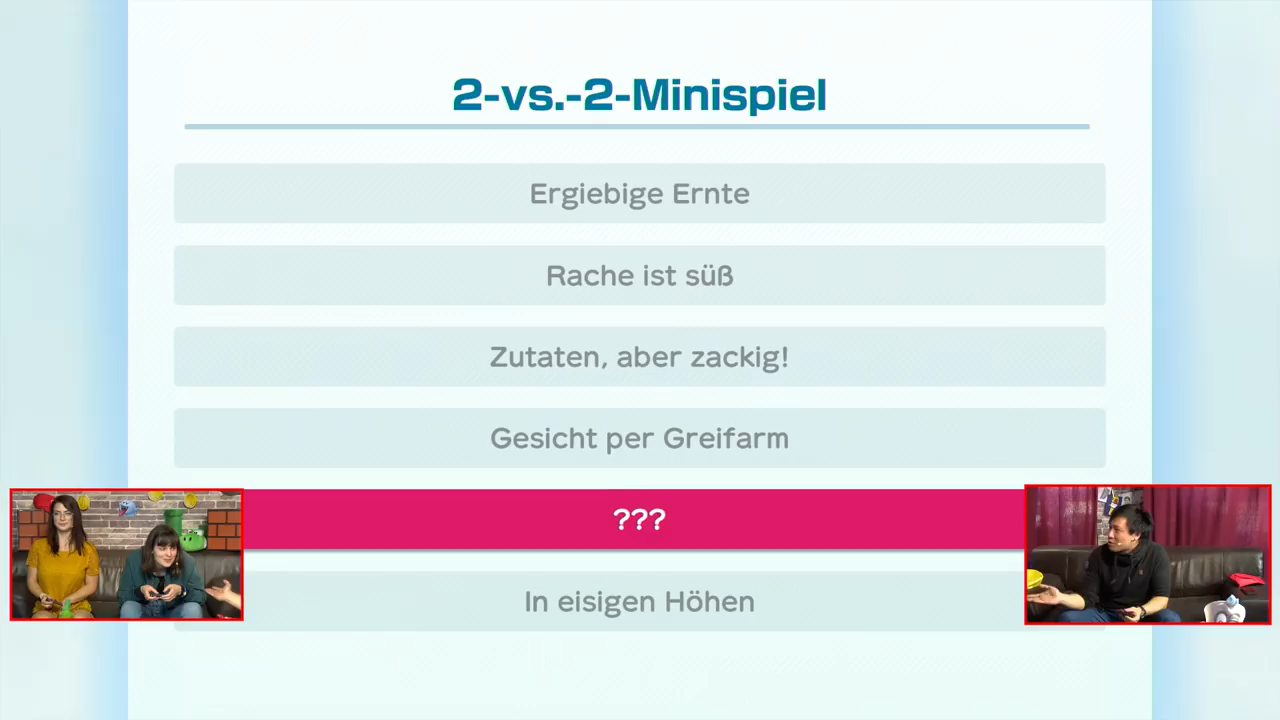 2-vs.-2-Minispiel
Ergiebige Ernte
Rache ist süß
Zutaten, aber zackig!
Gesicht per Greifarm
???
In eisigen Höhen